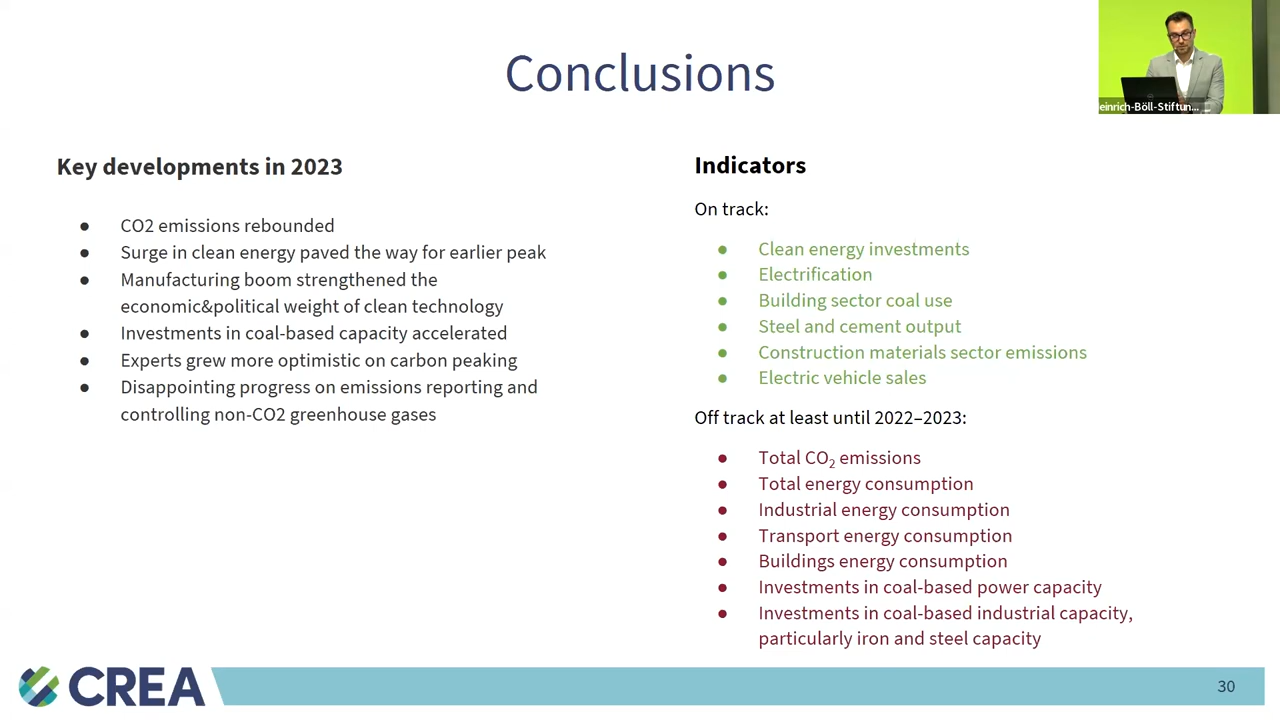 Conclusions
Key developments in 2023
● CO2 emissions rebounded
● Surge in clean energy paved the way for earlier peak
● Manufacturing boom strengthened the
economic&political weight of clean technology
● Investments in coal-based capacity accelerated
● Experts grew more optimistic on carbon peaking
● Disappointing progress on emissions reporting and
controlling non-CO2 greenhouse gases
Indicators
On track:
● Clean energy investments
● Electrification
● Building sector coal use
● Steel and cement output
● Construction materials sector emissions
● Electric vehicle sales
Off track at least until 2022–2023:
● Total CO₂ emissions
● Total energy consumption
● Industrial energy consumption
● Transport energy consumption
● Buildings energy consumption
● Investments in coal-based power capacity
● Investments in coal-based industrial capacity,
particularly iron and steel capacity
einrich-Böll-Stiftun...
CREA
30